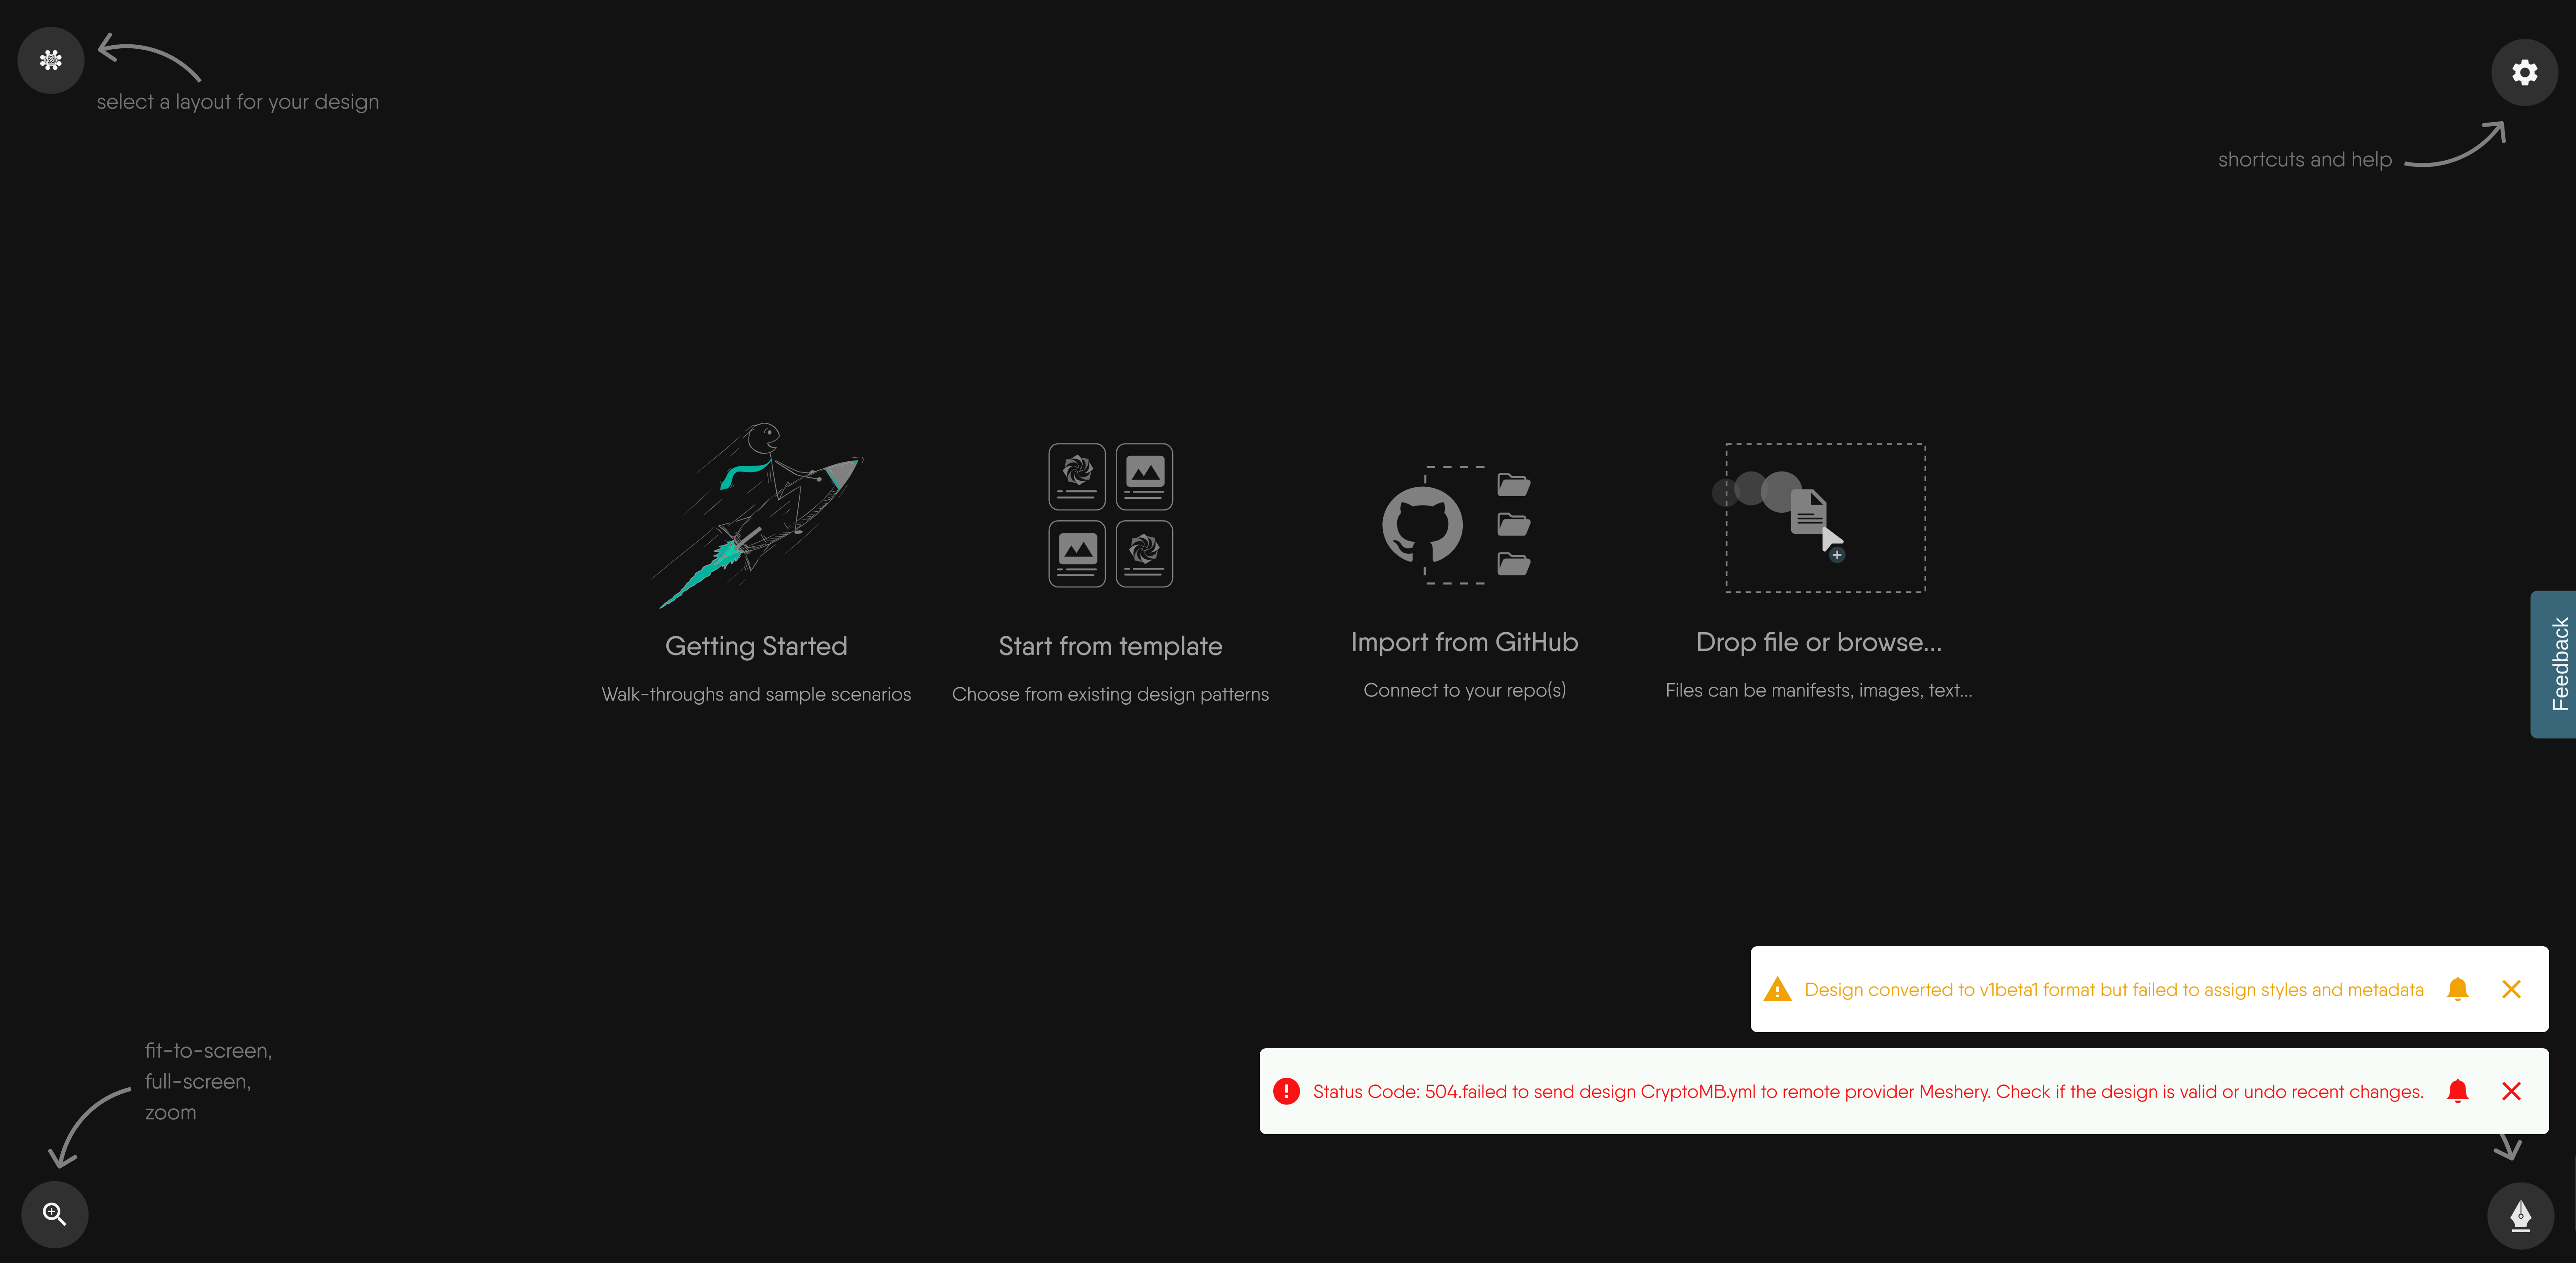 select a layout for your design
shortcuts and help
Getting Started
Walk-throughs and sample scenarios
Start from template
Choose from existing design patterns
Import from GitHub
Connect to your repo(s)
Drop file or browse...
Files can be manifests, images, text...
Feedback
Design converted to v1beta1 format but failed to assign styles and metadata
Status Code: 504.failed to send design CryptoMB.yml to remote provider Meshery. Check if the design is valid or undo recent changes.
fit-to-screen,
full-screen,
zoom